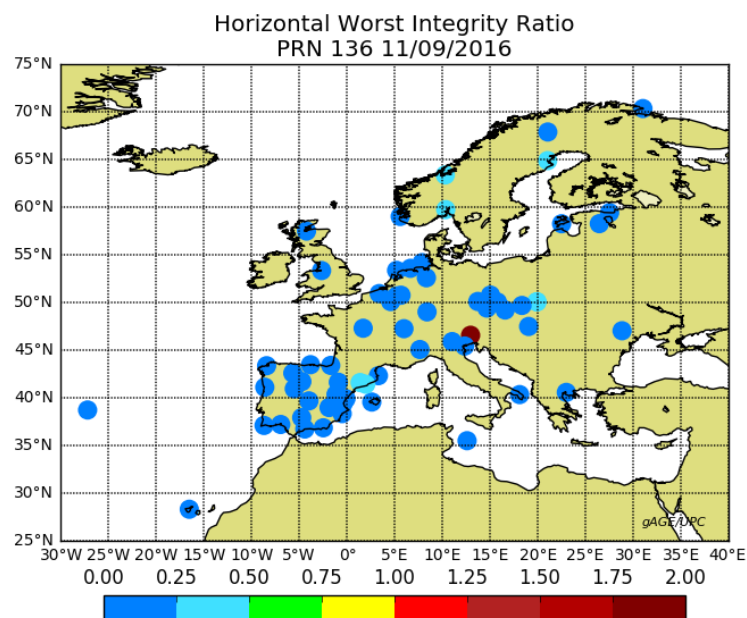 Horizontal Worst Integrity Ratio
PRN 136 11/09/2016
75°N
70°N
65°N
60°N
55°N
50°N
45°N
40°N
35°N
30°N
25°N
gAGE/UPC
30°W 25°W 20°W 15°W 10°W 5°W 0° 5°E 10°E 15°E 20°E 25°E 30°E 35°E 40°E
0.00 0.25 0.50 0.75 1.00 1.25 1.50 1.75 2.00